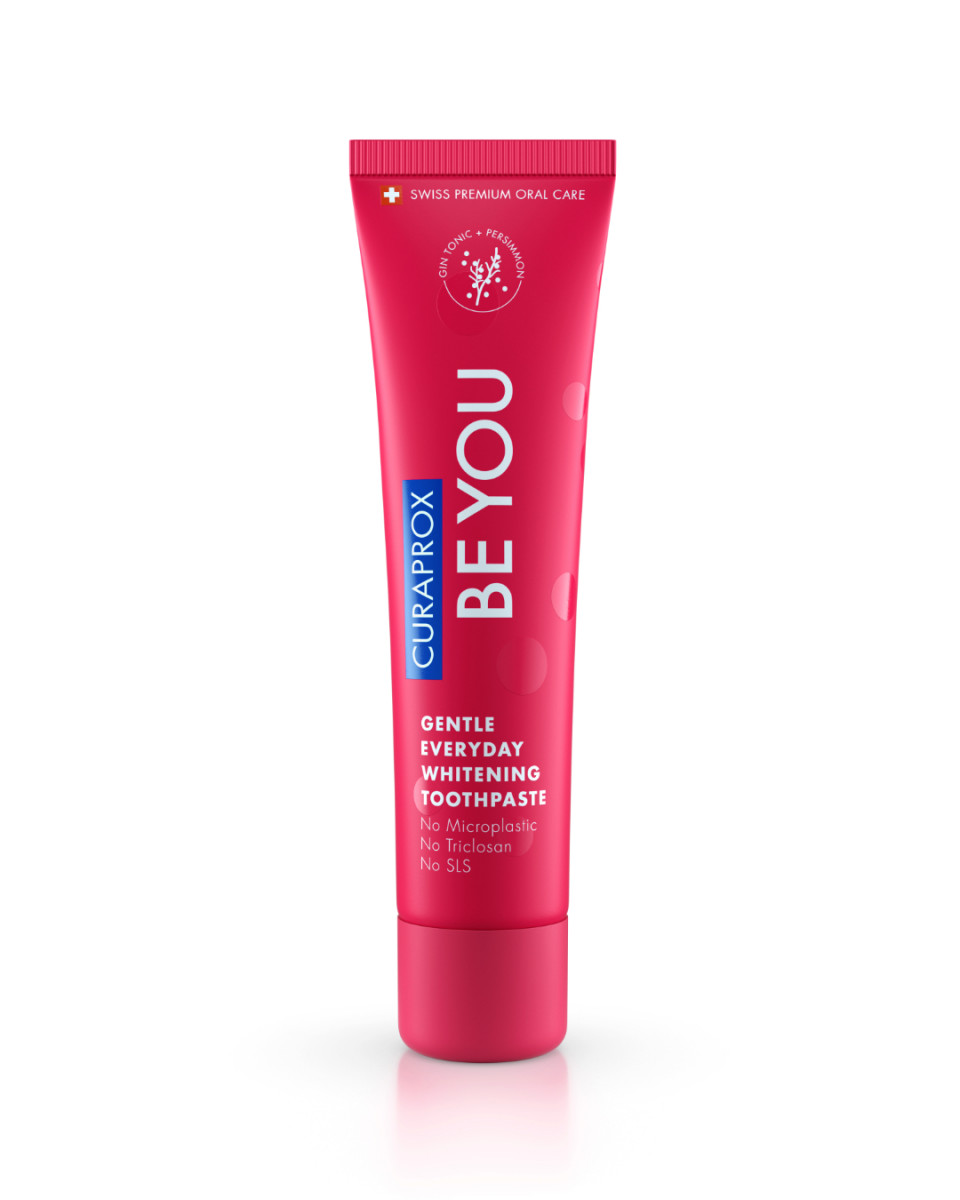 SWISS PREMIUM ORAL CARE
GIN TONIC + PERSIMMON
BE YOU
CURAPROX
GENTLE
EVERYDAY
WHITENING
TOOTHPASTE
No Microplastic
No Triclosan
No SLS